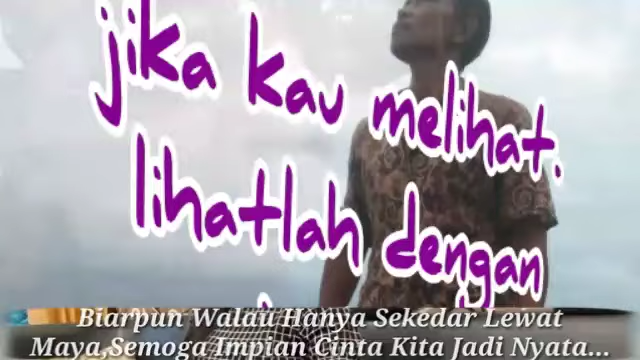 jika kau melihat.
lihatlah dengan
Biarpun Walau Hanya Sekedar Lewat
Maya,Semoga Impian Cinta Kita Jadi Nyata...